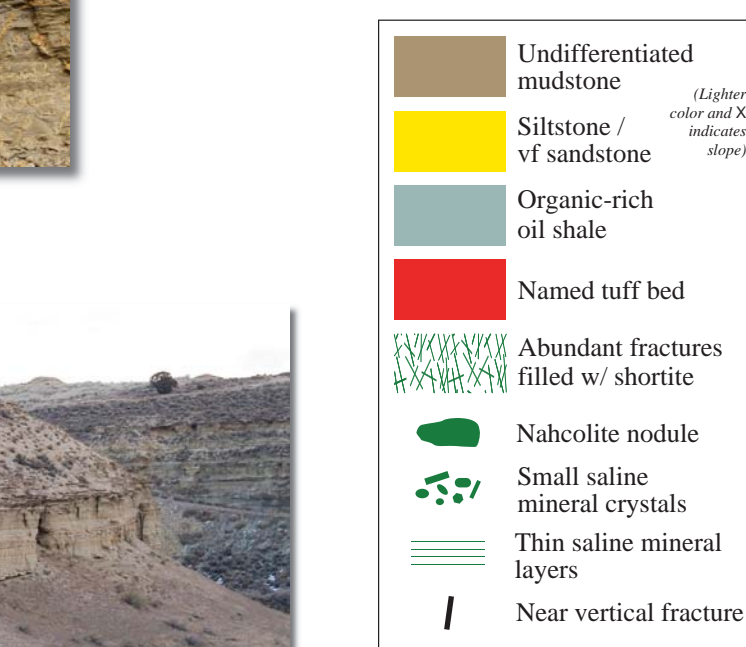 Undifferentiated
mudstone
(Lighter
color and X
indicates
slope)
Siltstone /
vf sandstone
Organic-rich
oil shale
Named tuff bed
Abundant fractures
filled w/ shortite
Nahcolite nodule
Small saline
mineral crystals
Thin saline mineral
layers
Near vertical fracture